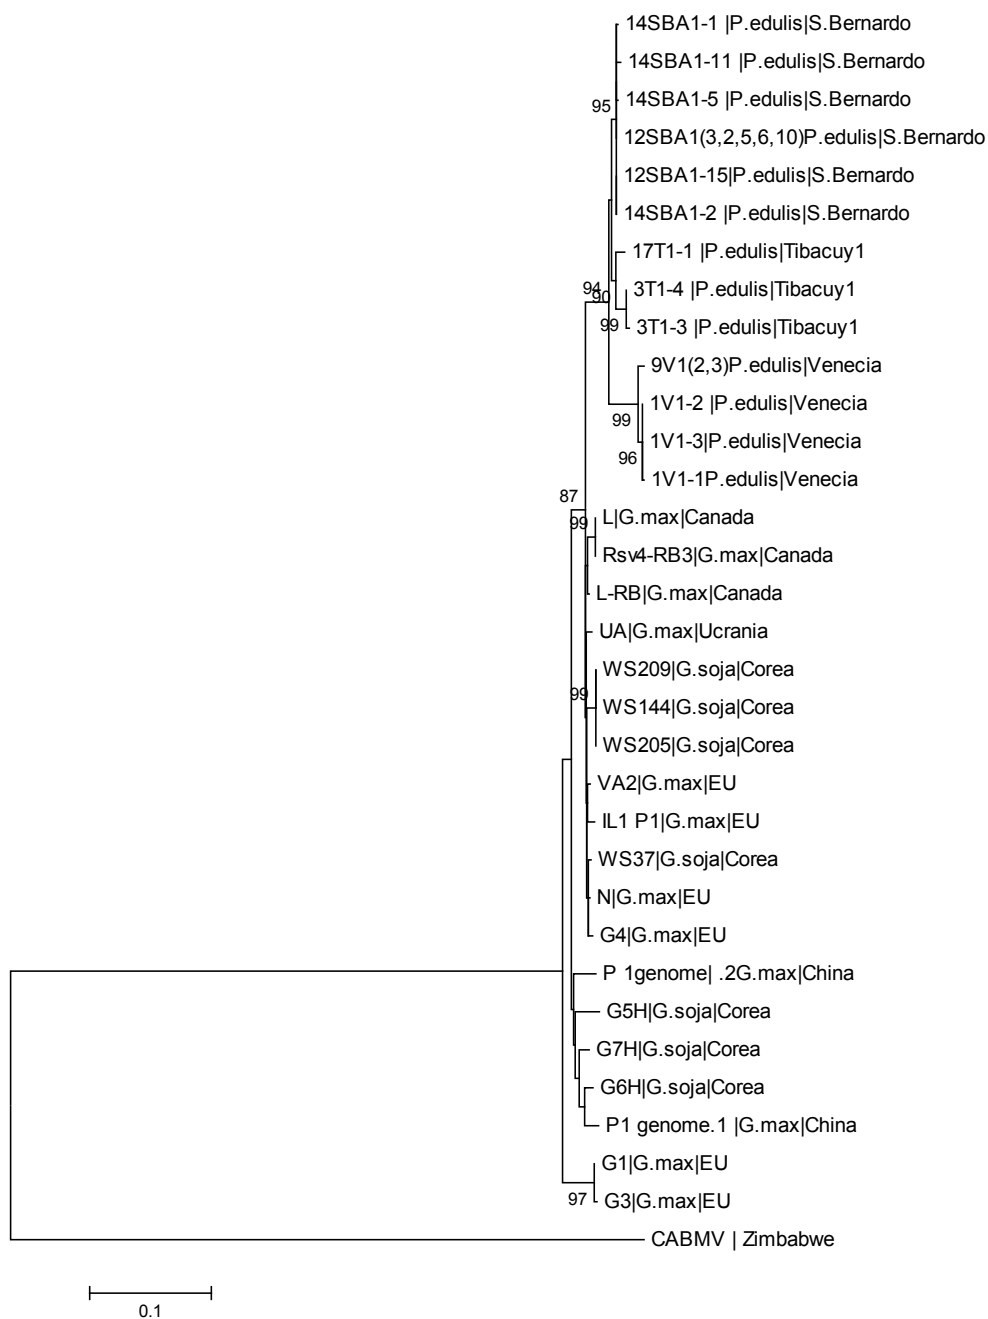 14SBA1-1 |P.edulis|S.Bernardo
14SBA1-11 |P.edulis|S.Bernardo
14SBA1-5 |P.edulis|S.Bernardo
95
12SBA1(3,2,5,6,10)P.edulis|S.Bernardo
12SBA1-15|P.edulis|S.Bernardo
14SBA1-2 |P.edulis|S.Bernardo
17T1-1 |P.edulis|Tibacuy1
3T1-4 |P.edulis|Tibacuy1
94
90
3T1-3 |P.edulis|Tibacuy1
99
9V1(2,3)P.edulis|Venecia
1V1-2 |P.edulis|Venecia
99
1V1-3|P.edulis|Venecia
96
1V1-1P.edulis|Venecia
87
L|G.max|Canada
99
Rsv4-RB3|G.max|Canada
L-RB|G.max|Canada
UA|G.max|Ucrania
WS209|G.soja|Corea
99
WS144|G.soja|Corea
WS205|G.soja|Corea
VA2|G.max|EU
IL1 P1|G.max|EU
WS37|G.soja|Corea
N|G.max|EU
G4|G.max|EU
P 1genome| .2G.max|China
G5H|G.soja|Corea
G7H|G.soja|Corea
G6H|G.soja|Corea
P1 genome.1 |G.max|China
G1|G.max|EU
97
G3|G.max|EU
CABMV | Zimbabwe
0.1